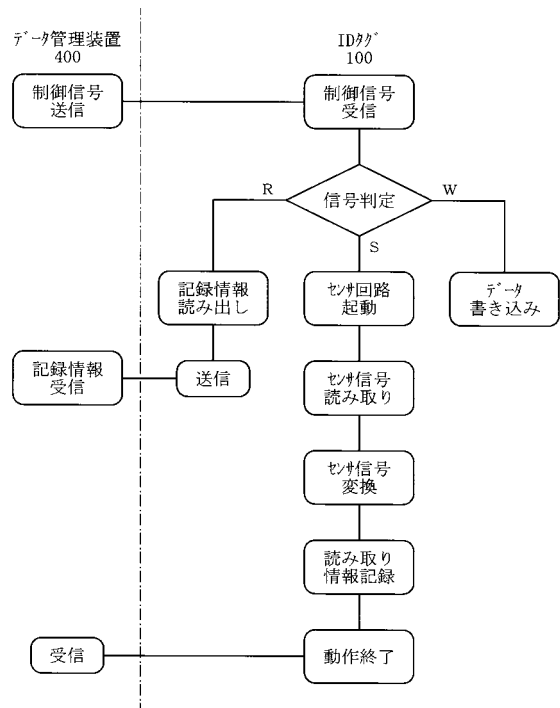 データ管理装置
400
IDタグ
100
制御信号
送信
制御信号
受信
信号判定
R
W
S
記録情報
読み出し
センサ回路
起動
データ
書き込み
記録情報
受信
送信
センサ信号
読み取り
センサ信号
変換
読み取り
情報記録
受信
動作終了